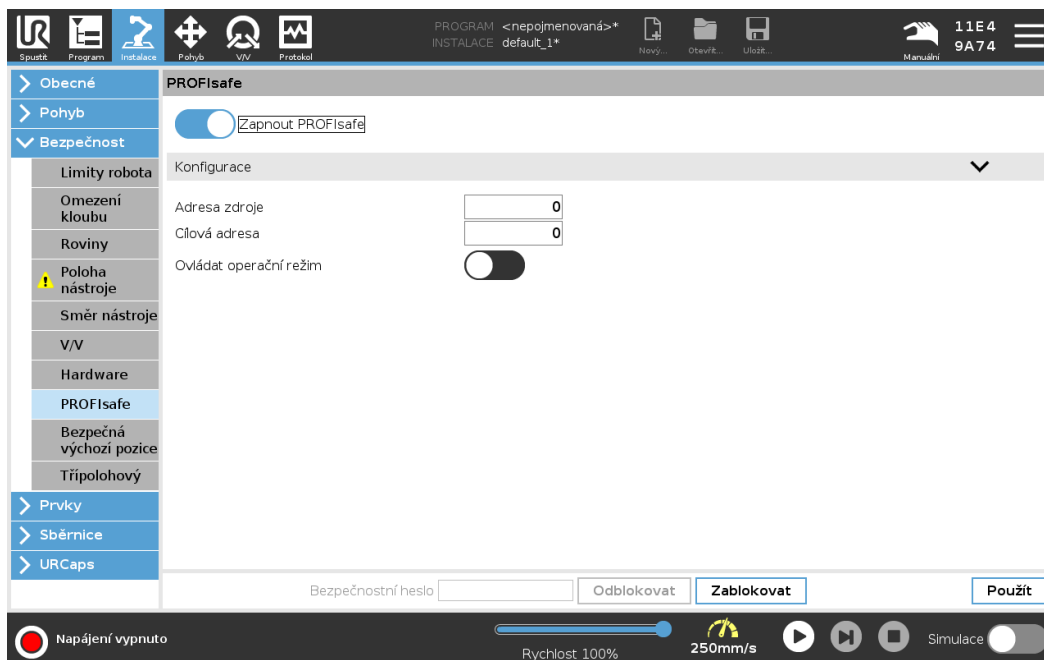 UR
PROGRAM <nepojmenovaná>*
INSTALACE default_1*
11E4
9A74
Spustit Program Instalace Pohyb V/V Protokol Nový... Otevřít... Uložit... Manuální
Obecné
Pohyb
Bezpečnost
Limity robota
Omezení
kloubu
Roviny
Poloha
nástroje
Směr nástroje
V/V
Hardware
PROFIsafe
Bezpečná
výchozí pozice
Třípolohový
Prvky
Sběrnice
URCaps
PROFIsafe
Zapnout PROFIsafe
Konfigurace
Adresa zdroje 0
Cílová adresa 0
Ovládat operační režim
Bezpečnostní heslo Odblokovat Zablokovat Použít
Napájení vypnuto
Rychlost 100%
250mm/s
Simulace